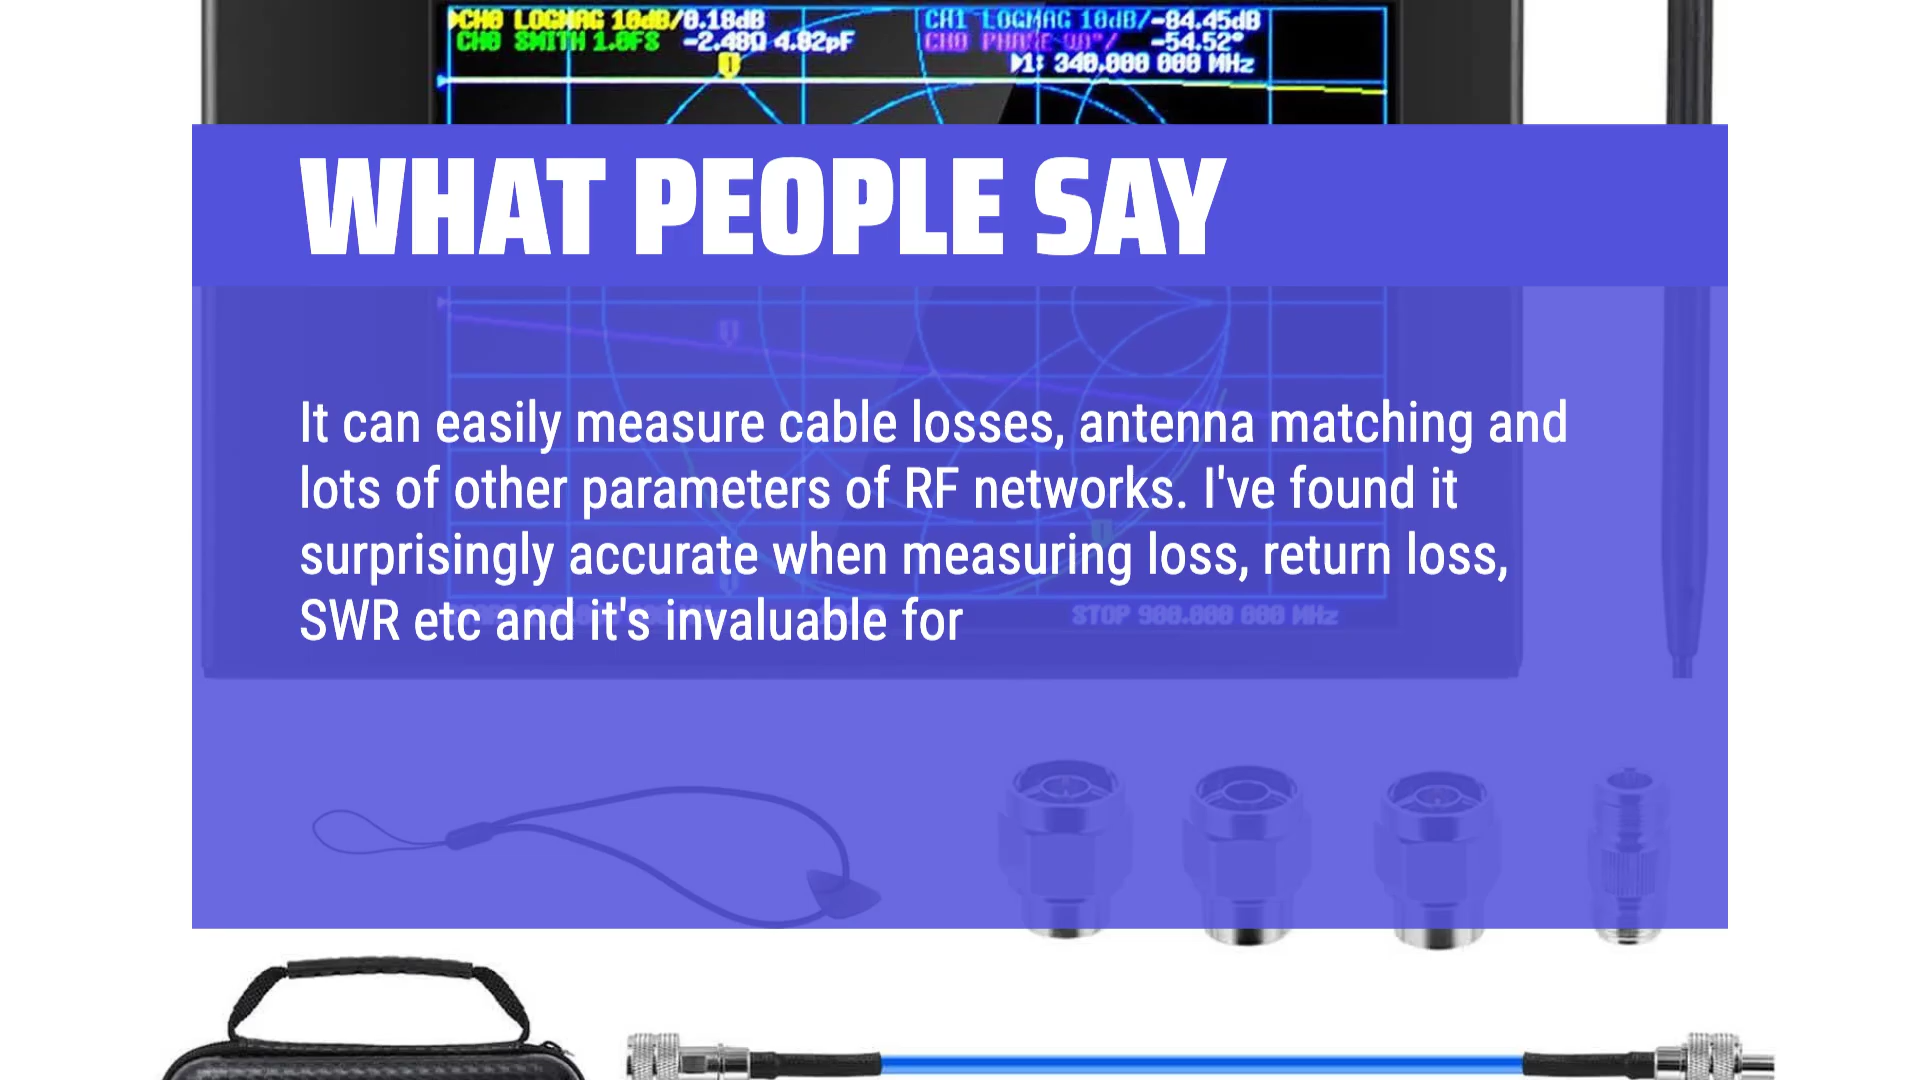 CH0 LOGMAG 10dB/0.18dB
CH1 LOGMAG 10dB/-84.45dB
CH0 SMITH 1.0FS -2.48Ω 4.82pF
CH0 PHASE 90°/ -54.52°
1: 340.000 000 MHz
WHAT PEOPLE SAY
It can easily measure cable losses, antenna matching and
lots of other parameters of RF networks. I've found it
surprisingly accurate when measuring loss, return loss,
SWR etc and it's invaluable for
STOP 900.000 000 MHz